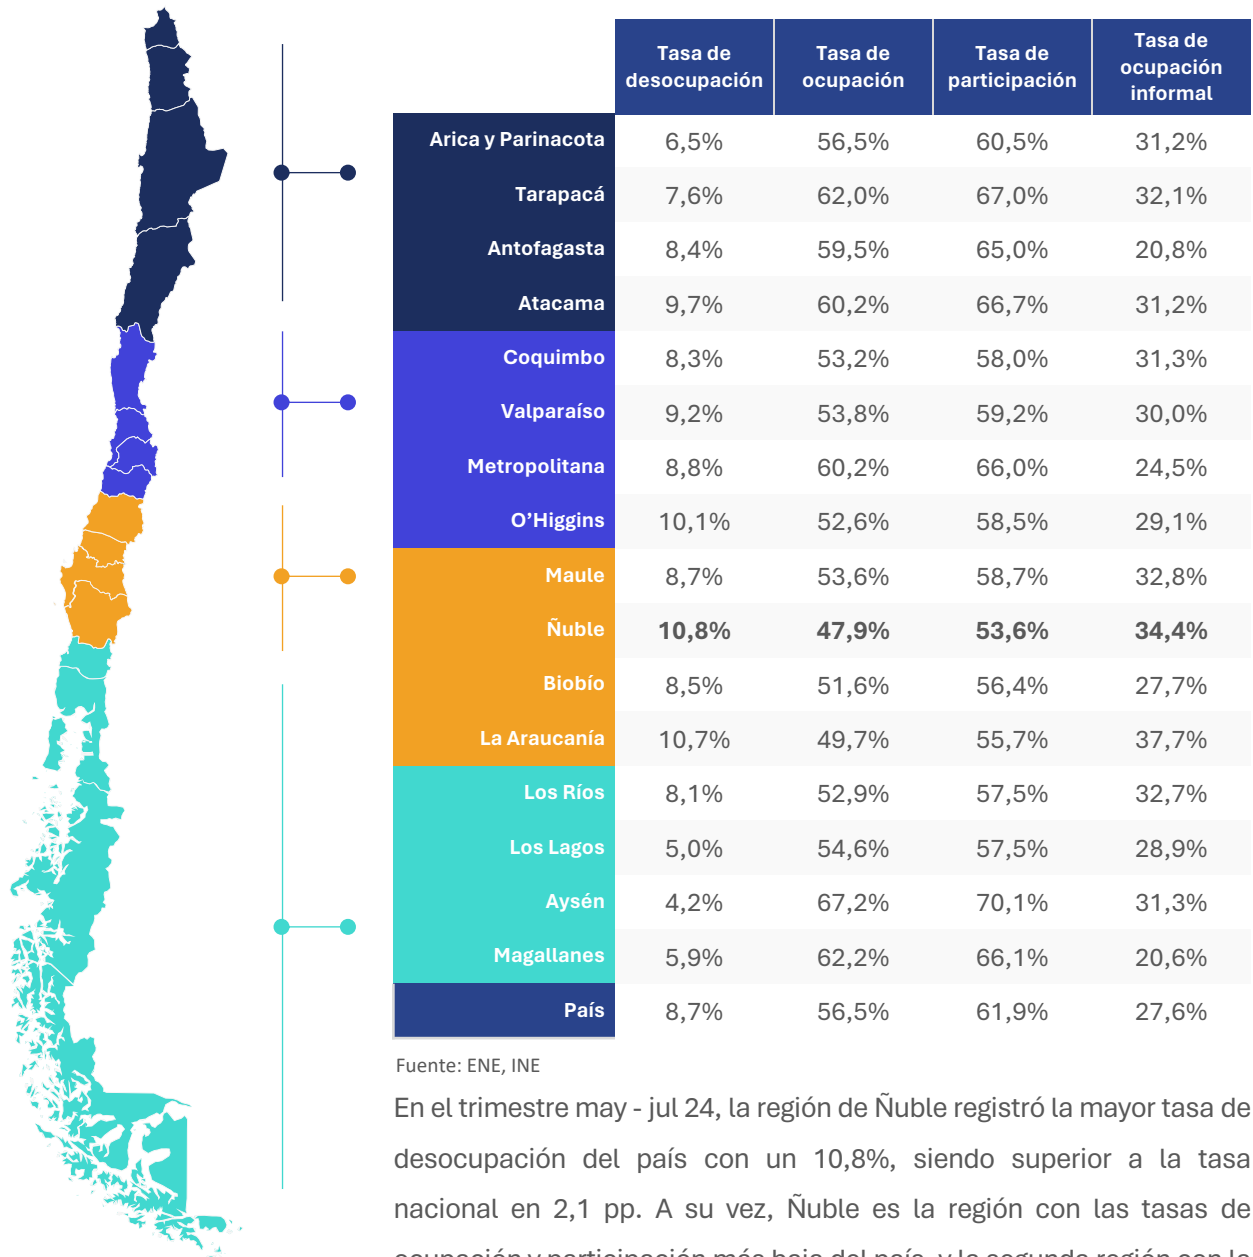 Tasa de desocupación Tasa de ocupación Tasa de participación Tasa de ocupación informal
Arica y Parinacota 6,5% 56,5% 60,5% 31,2%
Tarapacá 7,6% 62,0% 67,0% 32,1%
Antofagasta 8,4% 59,5% 65,0% 20,8%
Atacama 9,7% 60,2% 66,7% 31,2%
Coquimbo 8,3% 53,2% 58,0% 31,3%
Valparaíso 9,2% 53,8% 59,2% 30,0%
Metropolitana 8,8% 60,2% 66,0% 24,5%
O’Higgins 10,1% 52,6% 58,5% 29,1%
Maule 8,7% 53,6% 58,7% 32,8%
Ñuble 10,8% 47,9% 53,6% 34,4%
Biobío 8,5% 51,6% 56,4% 27,7%
La Araucanía 10,7% 49,7% 55,7% 37,7%
Los Ríos 8,1% 52,9% 57,5% 32,7%
Los Lagos 5,0% 54,6% 57,5% 28,9%
Aysén 4,2% 67,2% 70,1% 31,3%
Magallanes 5,9% 62,2% 66,1% 20,6%
País 8,7% 56,5% 61,9% 27,6%
Fuente: ENE, INE
En el trimestre may - jul 24, la región de Ñuble registró la mayor tasa de
desocupación del país con un 10,8%, siendo superior a la tasa
nacional en 2,1 pp. A su vez, Ñuble es la región con las tasas de
ocupación y participación más baja del país, y la segunda región con la